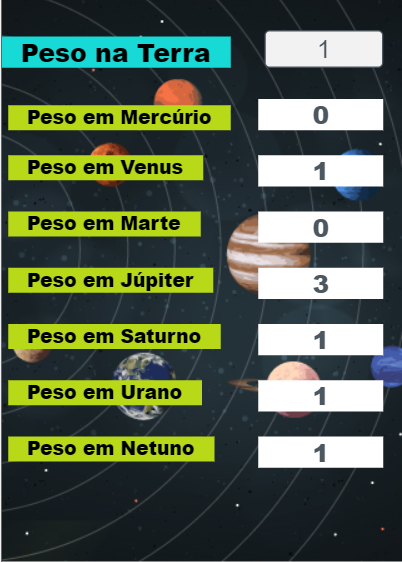 Peso na Terra 1
Peso em Mercúrio 0
Peso em Venus 1
Peso em Marte 0
Peso em Júpiter 3
Peso em Saturno 1
Peso em Urano 1
Peso em Netuno 1